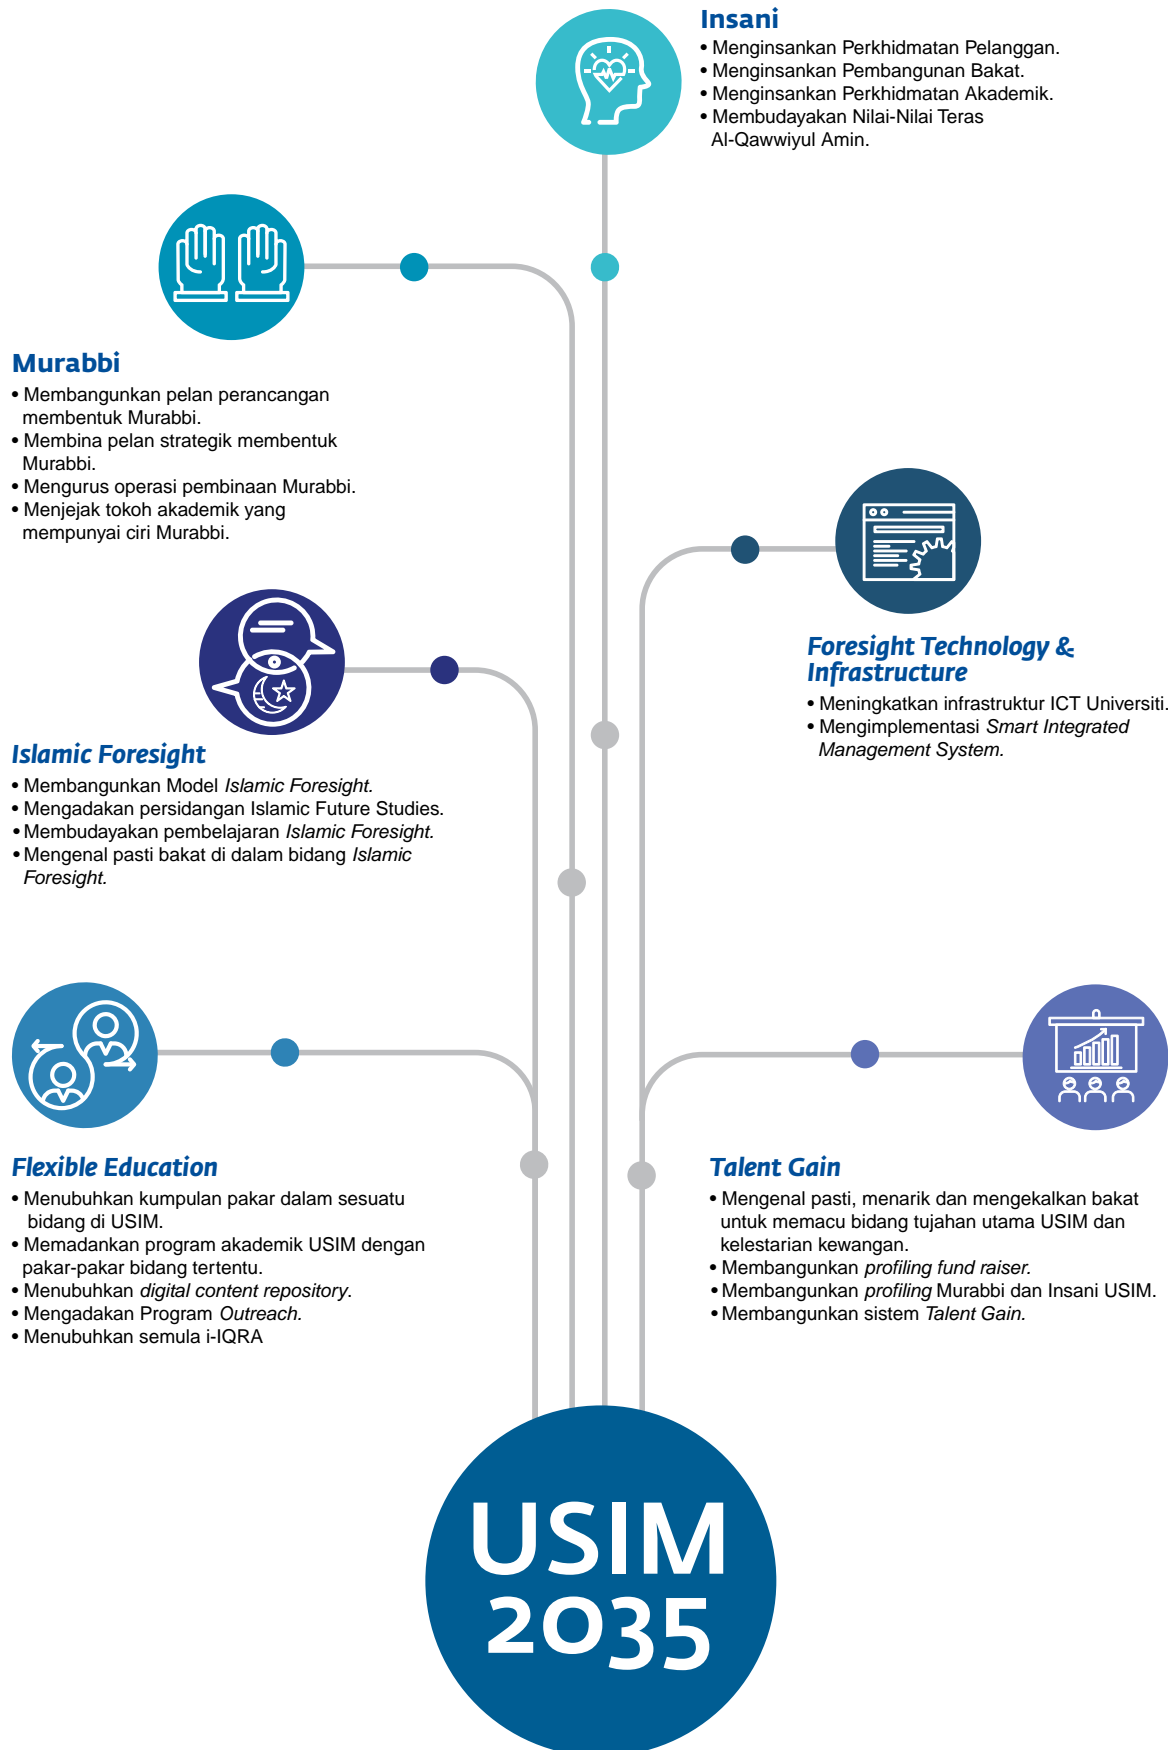 Insani
• Menginsankan Perkhidmatan Pelanggan.
• Menginsankan Pembangunan Bakat.
• Menginsankan Perkhidmatan Akademik.
• Membudayakan Nilai-Nilai Teras
Al-Qawwiyul Amin.
Murabbi
• Membangunkan pelan perancangan
membentuk Murabbi.
• Membina pelan strategik membentuk
Murabbi.
• Mengurus operasi pembinaan Murabbi.
• Menjejak tokoh akademik yang
mempunyai ciri Murabbi.
Foresight Technology &
Infrastructure
• Meningkatkan infrastruktur ICT Universiti.
• Mengimplementasi Smart Integrated
Management System.
Islamic Foresight
• Membangunkan Model Islamic Foresight.
• Mengadakan persidangan Islamic Future Studies.
• Membudayakan pembelajaran Islamic Foresight.
• Mengenal pasti bakat di dalam bidang Islamic
Foresight.
Flexible Education
• Menubuhkan kumpulan pakar dalam sesuatu
bidang di USIM.
• Memadankan program akademik USIM dengan
pakar-pakar bidang tertentu.
• Menubuhkan digital content repository.
• Mengadakan Program Outreach.
• Menubuhkan semula i-IQRA
Talent Gain
• Mengenal pasti, menarik dan mengekalkan bakat
untuk memacu bidang tujahan utama USIM dan
kelestarian kewangan.
• Membangunkan profiling fund raiser.
• Membangunkan profiling Murabbi dan Insani USIM.
• Membangunkan sistem Talent Gain.
USIM
2035